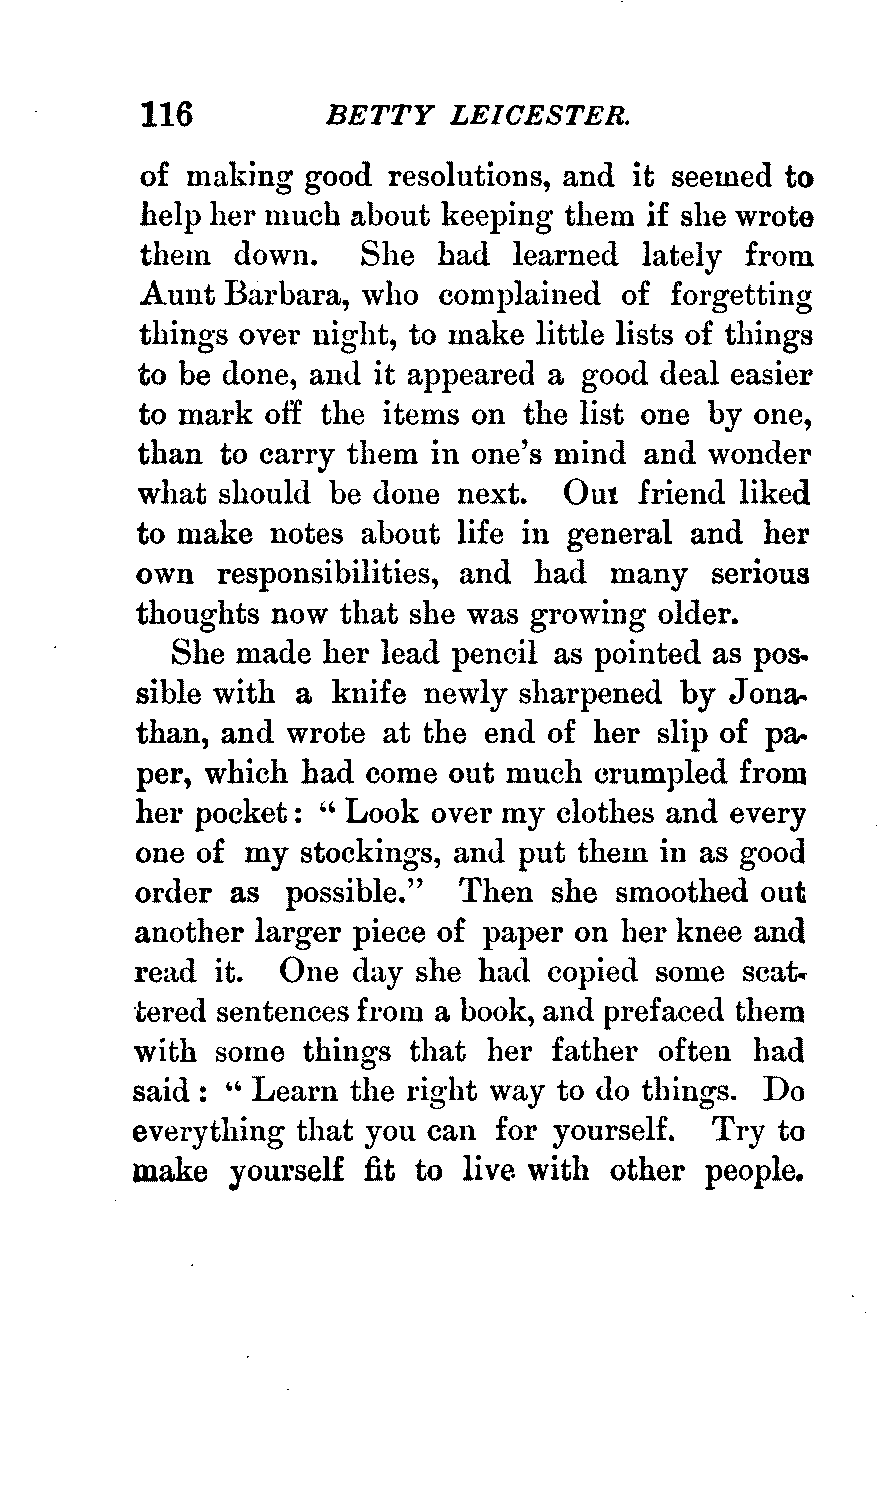 116 BETTY LEICESTER.
of making good resolutions, and it seemed to
help her much about keeping them if she wrote
them down. She had learned lately from
Aunt Barbara, who complained of forgetting
things over night, to make little lists of things
to be done, and it appeared a good deal easier
to mark off the items on the list one by one,
than to carry them in one's mind and wonder
what should be done next. Our friend liked
to make notes about life in general and her
own responsibilities, and had many serious
thoughts now that she was growing older.
She made her lead pencil as pointed as pos-
sible with a knife newly sharpened by Jona-
than, and wrote at the end of her slip of pa-
per, which had come out much crumpled from
her pocket: "Look over my clothes and every
one of my stockings, and put them in as good
order as possible." Then she smoothed out
another larger piece of paper on her knee and
read it. One day she had copied some scat-
tered sentences from a book, and prefaced them
with some things that her father often had
said: "Learn the right way to do things. Do
everything that you can for yourself. Try to
make yourself fit to live with other people.